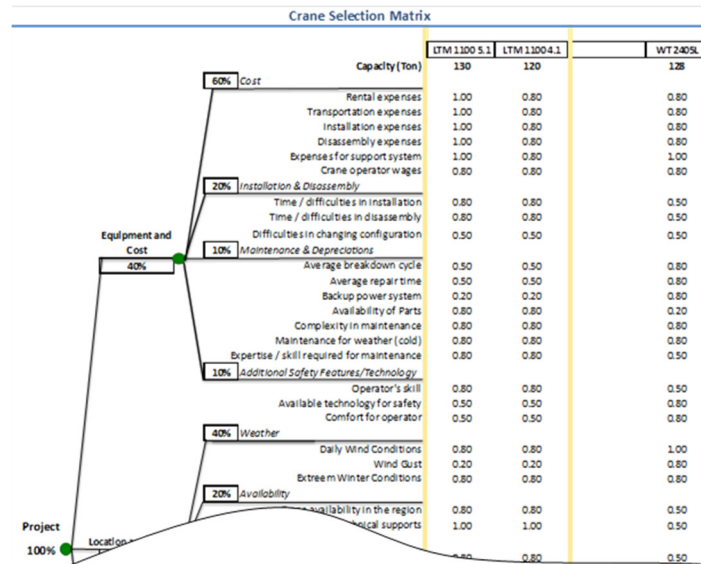 Crane Selection Matrix
LTM 1100 5.1 LTM 1100 4.1 WT 2405L
Capacity (Ton) 130 120 128
60% Cost
Rental expenses 1.00 0.80 0.80
Transportation expenses 1.00 0.80 0.80
Installation expenses 1.00 0.80 0.80
Disassembly expenses 1.00 0.80 0.80
Expenses for support system 1.00 0.80 1.00
Crane operator wages 0.80 0.80 0.80
20% Installation & Disassembly
Time / difficulties in installation 0.80 0.80 0.50
Time / difficulties in disassembly 0.80 0.80 0.50
Difficulties in changing configuration 0.50 0.50 0.50
Equipment and
Cost
40%
10% Maintenance & Depreciations
Average breakdown cycle 0.50 0.50 0.80
Average repair time 0.50 0.50 0.80
Backup power system 0.20 0.20 0.80
Availability of Parts 0.80 0.80 0.20
Complexity in maintenance 0.80 0.80 0.80
Maintenance for weather (cold) 0.80 0.80 0.80
Expertise / skill required for maintenance 0.80 0.80 0.50
10% Additional Safety Features/Technology
Operator's skill 0.80 0.80 0.50
Available technology for safety 0.50 0.50 0.80
Comfort for operator 0.50 0.50 0.80
40% Weather
Daily Wind Conditions 0.80 0.80 1.00
Wind Gust 0.20 0.20 0.80
Extreem Winter Conditions 0.80 0.80 0.80
20% Availability
availability in the region 0.80 0.80 0.50
supports 1.00 1.00 0.50
Project
100%
0.80 0.50